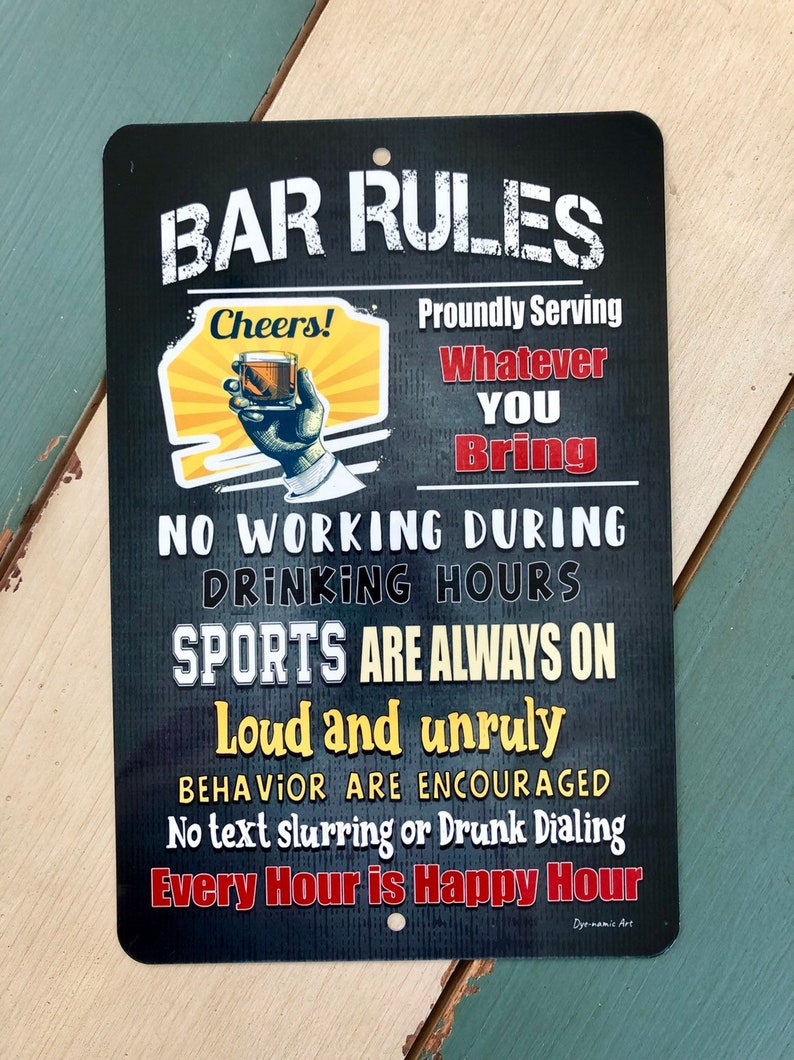 BAR RULES
Cheers!
Proundly Serving
Whatever
YOU
Bring
NO WORKING DURING
DRiNKiNG HOURS
SPORTS ARE ALWAYS ON
Loud and unruly
BEHAViOR ARE ENCOURAGED
No text slurring or Drunk Dialing
Every Hour is Happy Hour
Dye-namic Art